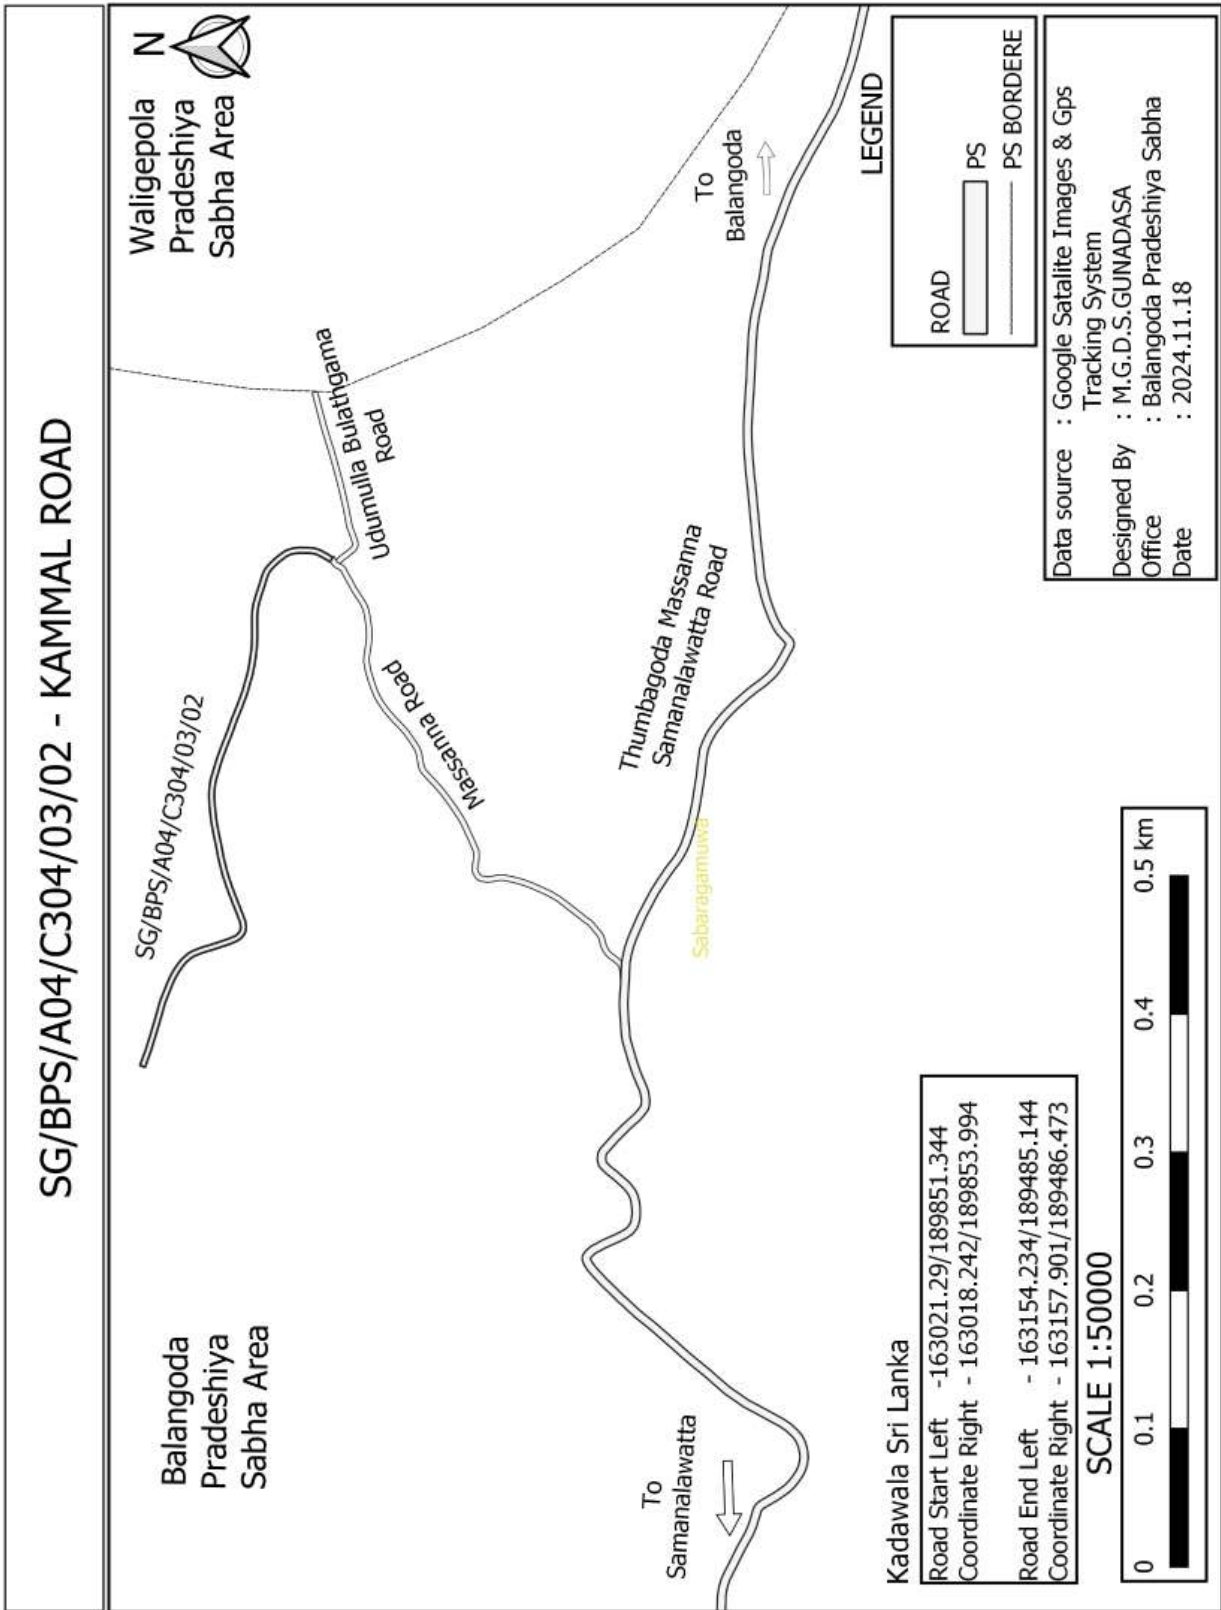 SG/BPS/A04/C304/03/02 - KAMMAL ROAD
Balangoda
Pradeshiya
Sabha Area
Waligepola
Pradeshiya
Sabha Area
N
SG/BPS/A04/C304/03/02
Udumulla Bulathgama
Road
Massanna Road
Thumbagoda Massanna
Samanalawatta Road
Sabaragamuwa
To
Samanalawatta
To
Balangoda
Kadawala Sri Lanka
Road Start Left -163021.29/189851.344
Coordinate Right - 163018.242/189853.994
Road End Left - 163154.234/189485.144
Coordinate Right - 163157.901/189486.473
SCALE 1:50000
0 0.1 0.2 0.3 0.4 0.5 km
LEGEND
ROAD
PS
PS BORDERE
Data source : Google Satalite Images & Gps
Tracking System
Designed By : M.G.D.S.GUNADASA
Office : Balangoda Pradeshiya Sabha
Date : 2024.11.18